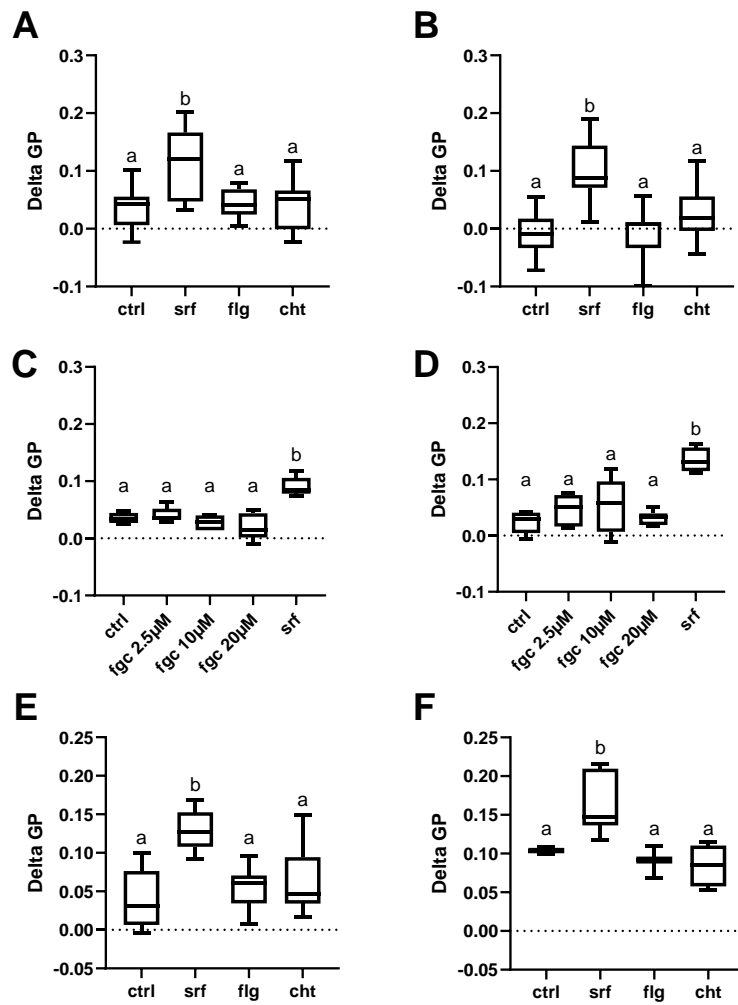 A
Delta GP
0.3
0.2
0.1
0.0
-0.1
a
b
a
a
ctrl srf flg cht
B
Delta GP
0.3
0.2
0.1
0.0
-0.1
a
b
a
a
ctrl srf flg cht
C
Delta GP
0.3
0.2
0.1
0.0
-0.1
a a a a b
ctrl
fgc 2.5µM
fgc 10µM
fgc 20µM
srf
D
Delta GP
0.3
0.2
0.1
0.0
-0.1
a a a a b
ctrl
fgc 2.5µM
fgc 10µM
fgc 20µM
srf
E
Delta GP
0.25
0.20
0.15
0.10
0.05
0.00
-0.05
a
b
a
a
ctrl srf flg cht
F
Delta GP
0.25
0.20
0.15
0.10
0.05
0.00
-0.05
a
b
a
a
ctrl srf flg cht